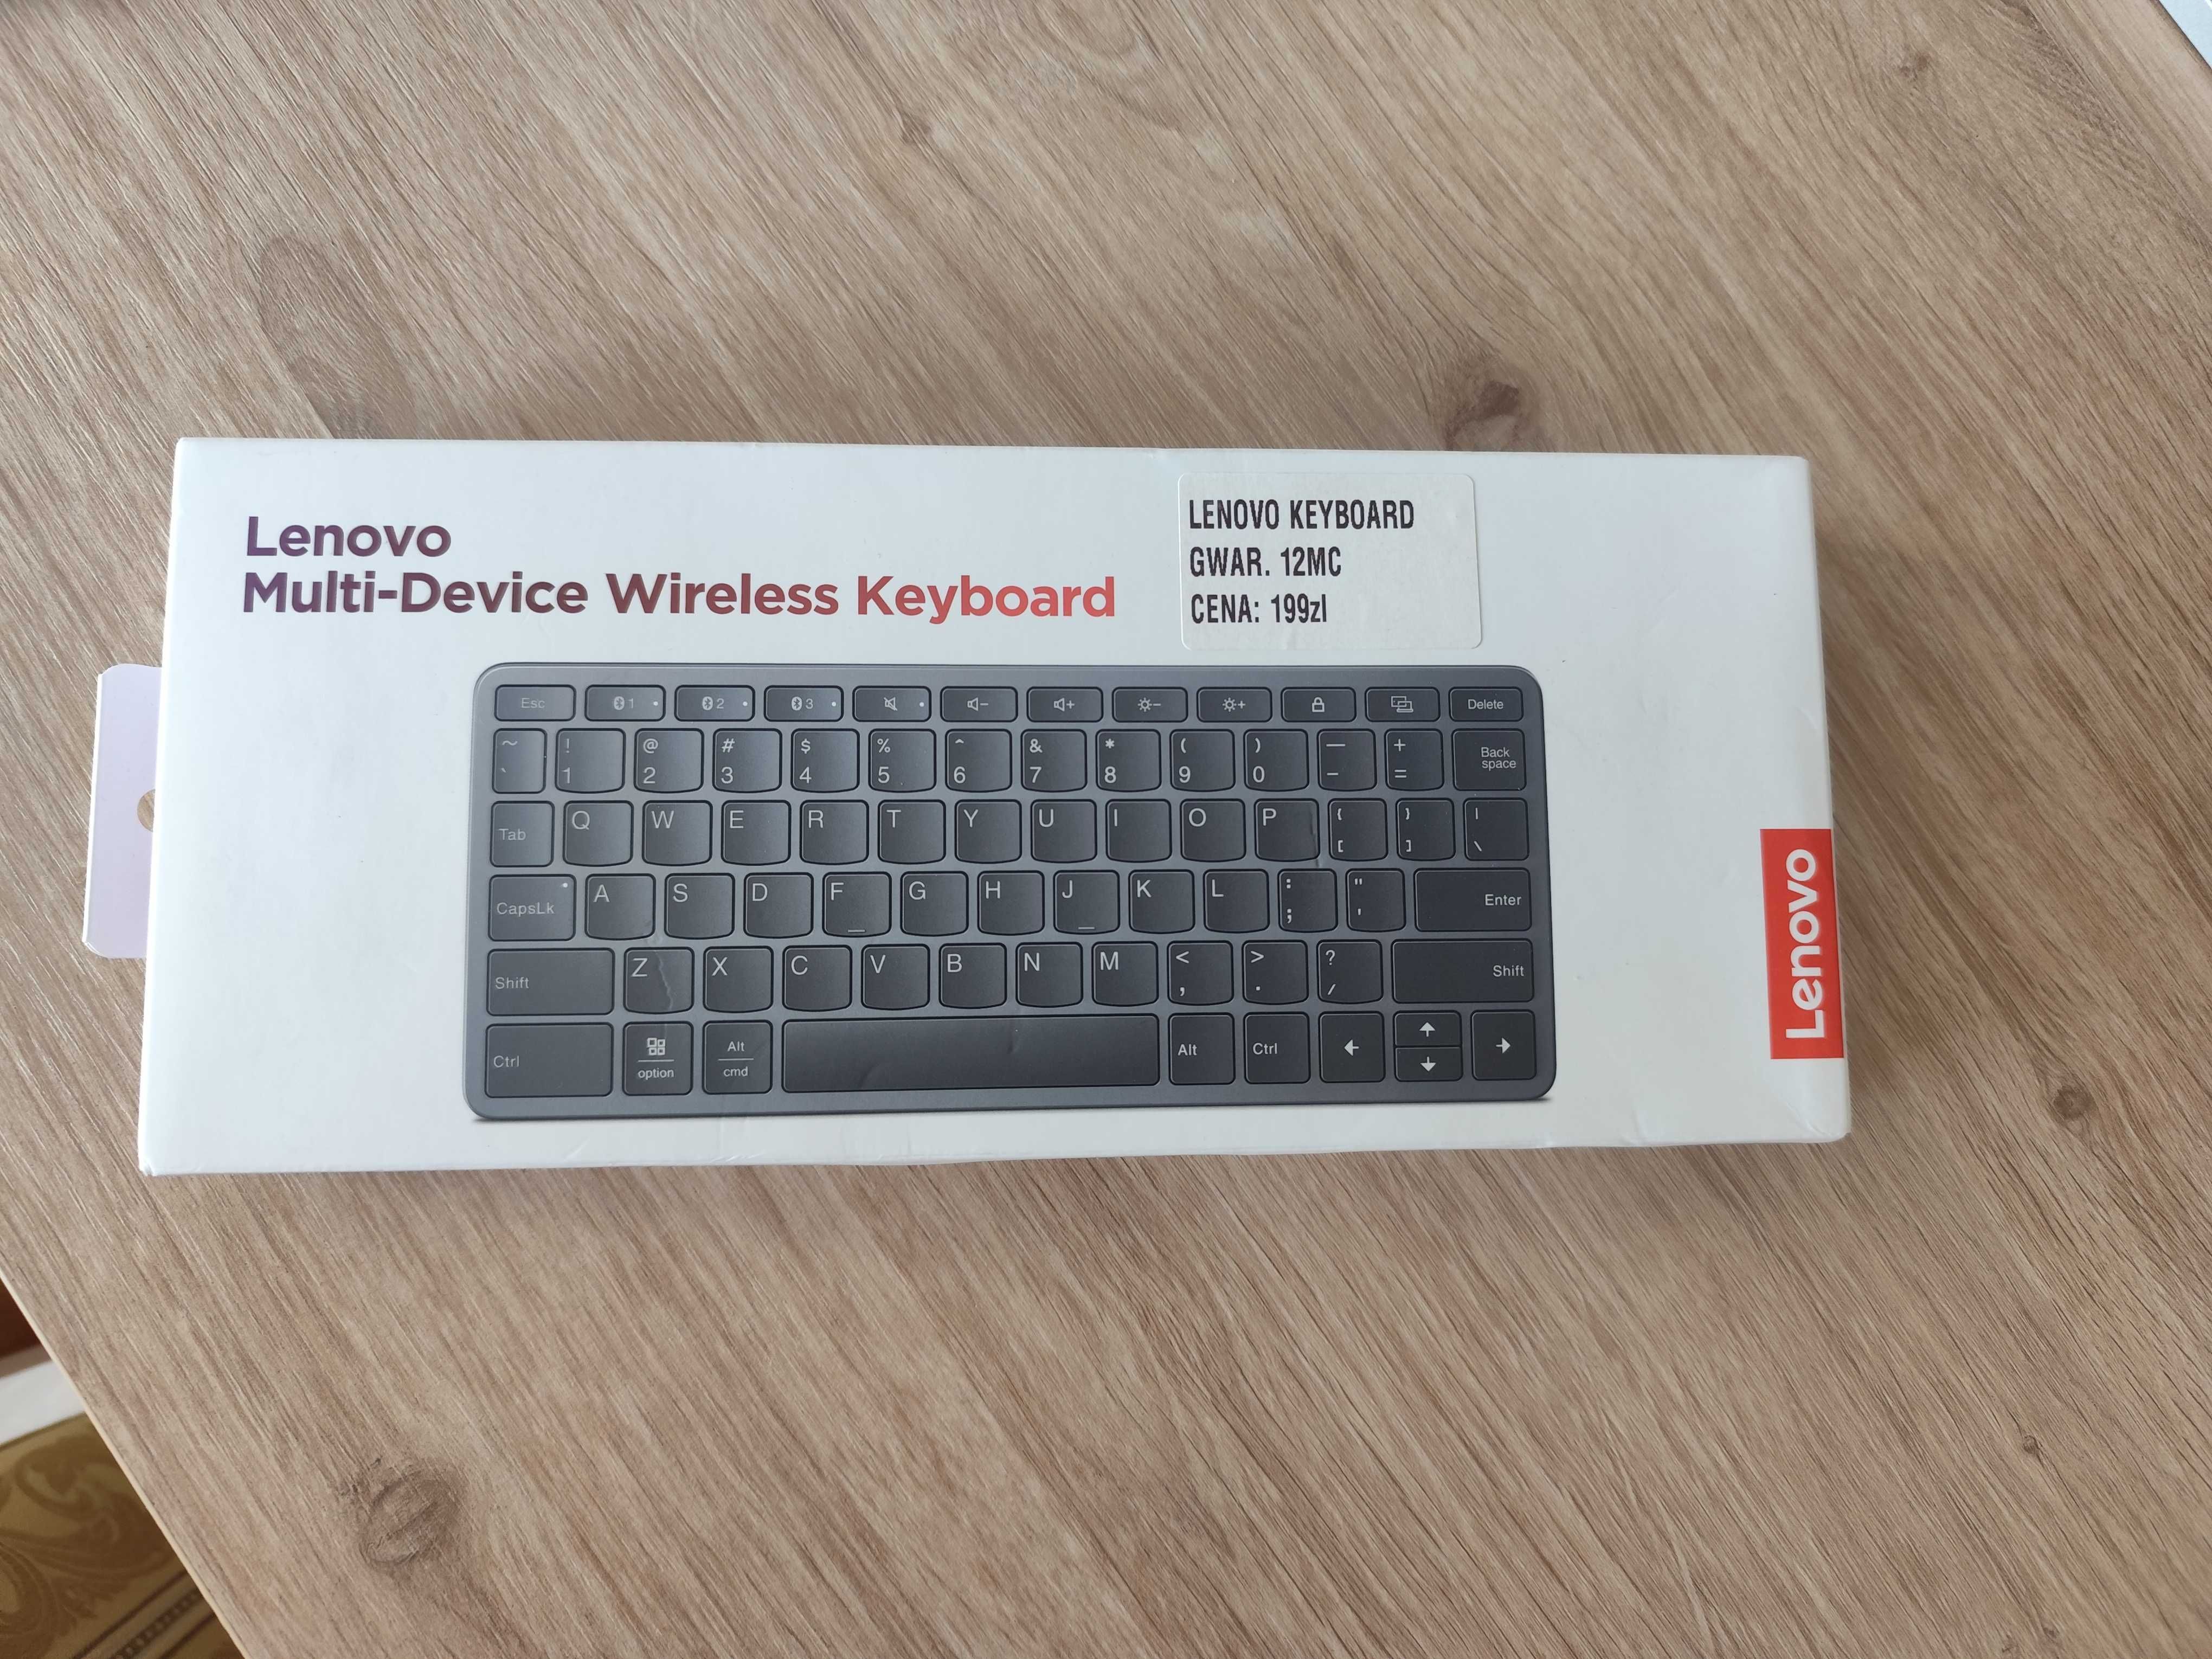 Lenovo
Multi-Device Wireless Keyboard
LENOVO KEYBOARD
GWAR. 12MC
CENA: 199zl
Esc 1 2 3 - + - + Delete
~ ! @ # $ % ^ & * ( ) — +
` 1 2 3 4 5 6 7 8 9 0 - = Back space
Tab Q W E R T Y U I O P { [ } ] | \
CapsLk A S D F G H J K L : ; " ' Enter
Shift Z X C V B N M < , > . ? / Shift
Ctrl option Alt cmd Alt Ctrl ← ↑ ↓ →
Lenovo